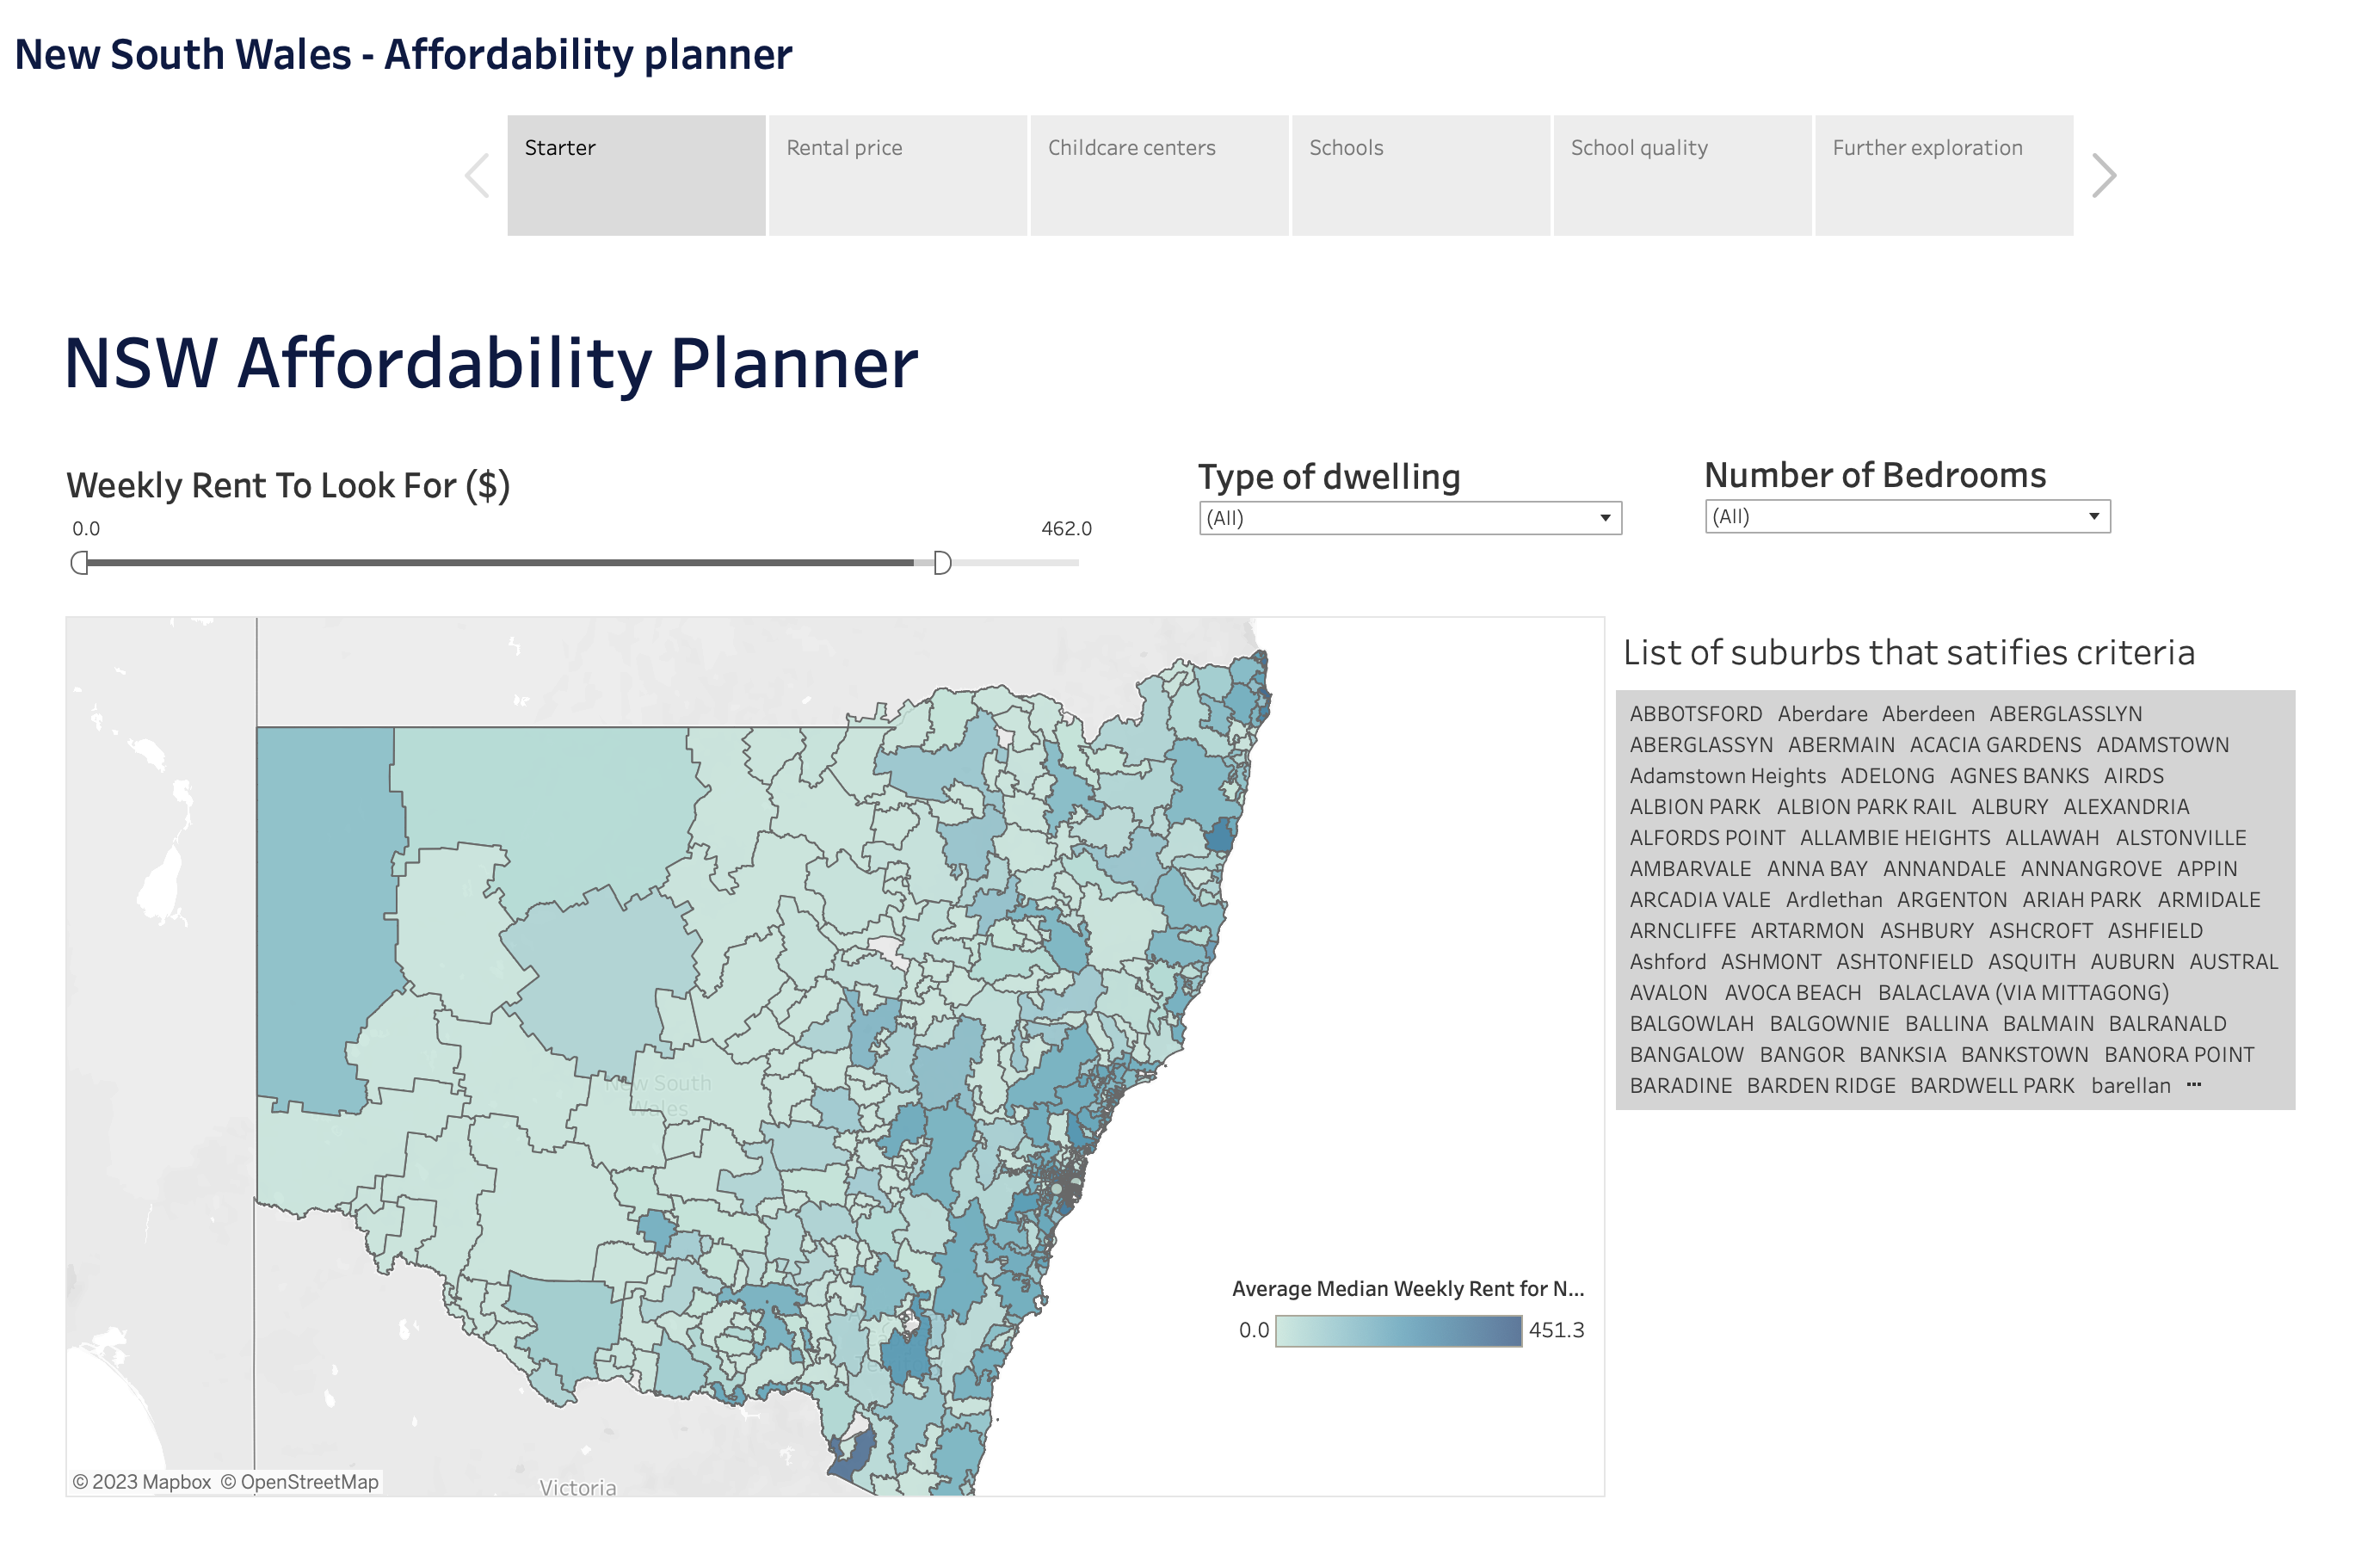 New South Wales - Affordability planner
Starter
Rental price
Childcare centers
Schools
School quality
Further exploration
NSW Affordability Planner
Weekly Rent To Look For ($)
0.0
462.0
Type of dwelling
(All)
Number of Bedrooms
(All)
New South
Wales
Victoria
© 2023 Mapbox © OpenStreetMap
Average Median Weekly Rent for N...
0.0
451.3
List of suburbs that satifies criteria
ABBOTSFORD Aberdare Aberdeen ABERGLASSLYN
ABERGLASSYN ABERMAIN ACACIA GARDENS ADAMSTOWN
Adamstown Heights ADELONG AGNES BANKS AIRDS
ALBION PARK ALBION PARK RAIL ALBURY ALEXANDRIA
ALFORDS POINT ALLAMBIE HEIGHTS ALLAWAH ALSTONVILLE
AMBARVALE ANNA BAY ANNANDALE ANNANGROVE APPIN
ARCADIA VALE Ardlethan ARGENTON ARIAH PARK ARMIDALE
ARNCLIFFE ARTARMON ASHBURY ASHCROFT ASHFIELD
Ashford ASHMONT ASHTONFIELD ASQUITH AUBURN AUSTRAL
AVALON AVOCA BEACH BALACLAVA (VIA MITTAGONG)
BALGOWLAH BALGOWNIE BALLINA BALMAIN BALRANALD
BANGALOW BANGOR BANKSIA BANKSTOWN BANORA POINT
BARADINE BARDEN RIDGE BARDWELL PARK barellan ...